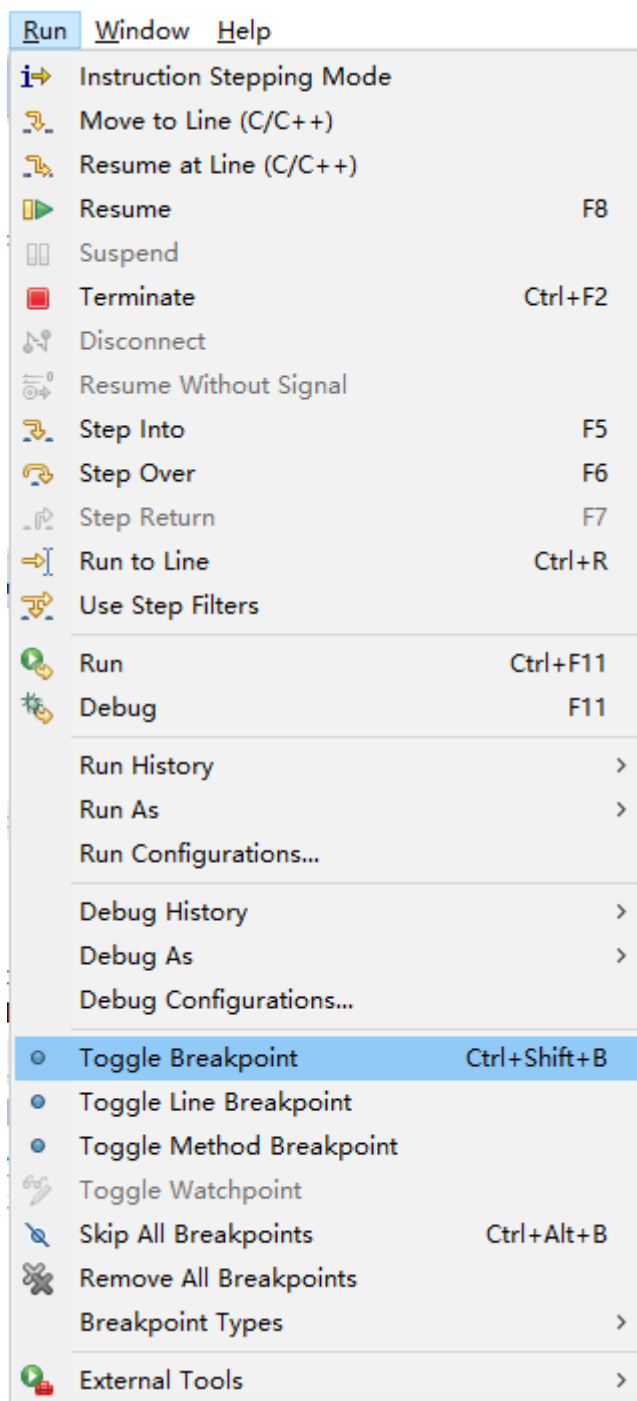 Run Window Help
Instruction Stepping Mode
Move to Line (C/C++)
Resume at Line (C/C++)
Resume F8
Suspend
Terminate Ctrl+F2
Disconnect
Resume Without Signal
Step Into F5
Step Over F6
Step Return F7
Run to Line Ctrl+R
Use Step Filters
Run Ctrl+F11
Debug F11
Run History
Run As
Run Configurations...
Debug History
Debug As
Debug Configurations...
Toggle Breakpoint Ctrl+Shift+B
Toggle Line Breakpoint
Toggle Method Breakpoint
Toggle Watchpoint
Skip All Breakpoints Ctrl+Alt+B
Remove All Breakpoints
Breakpoint Types
External Tools